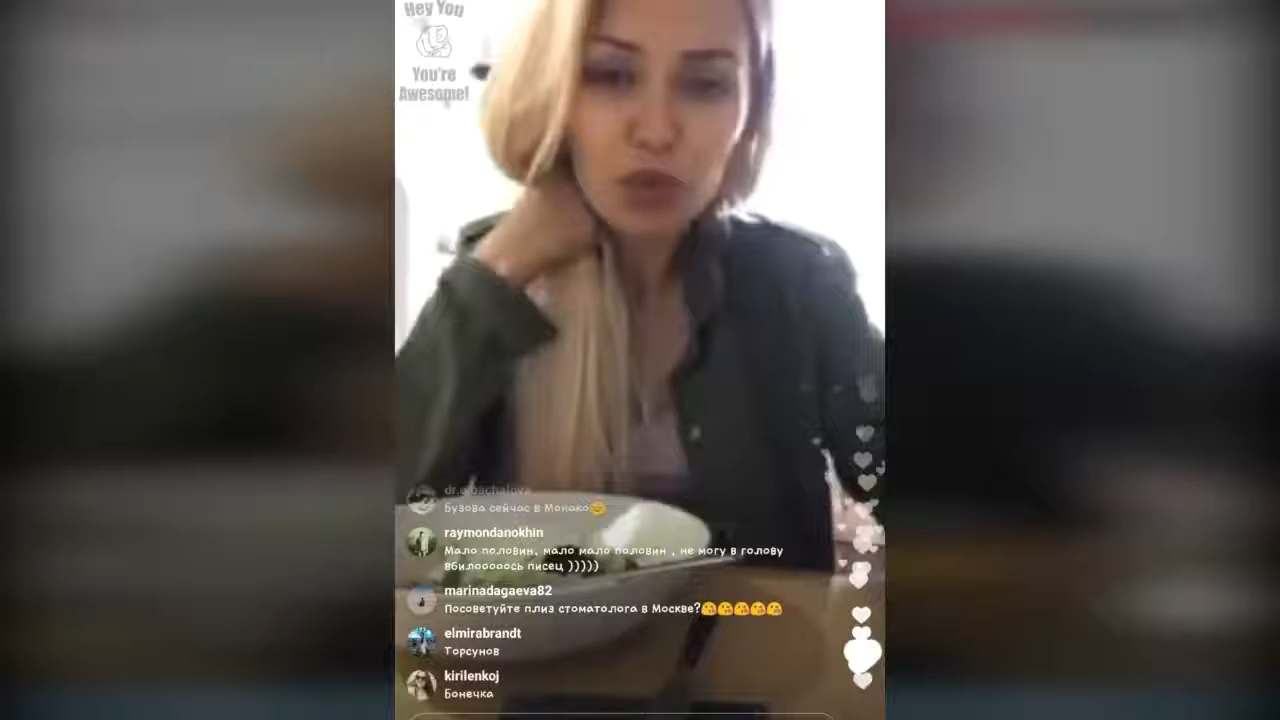 Hey You
You're
Awesome!
Бузова сейчас в Монако😊
raymondanokhin
Мало половин, мало мало половин , не могу в голову
вбилооооось писец )))))
marinadagaeva82
Посоветуйте плиз стоматолога в Москве?😪😪😪😪😪
elmirabrandt
Торсунов
kirilenkoj
Бонечка